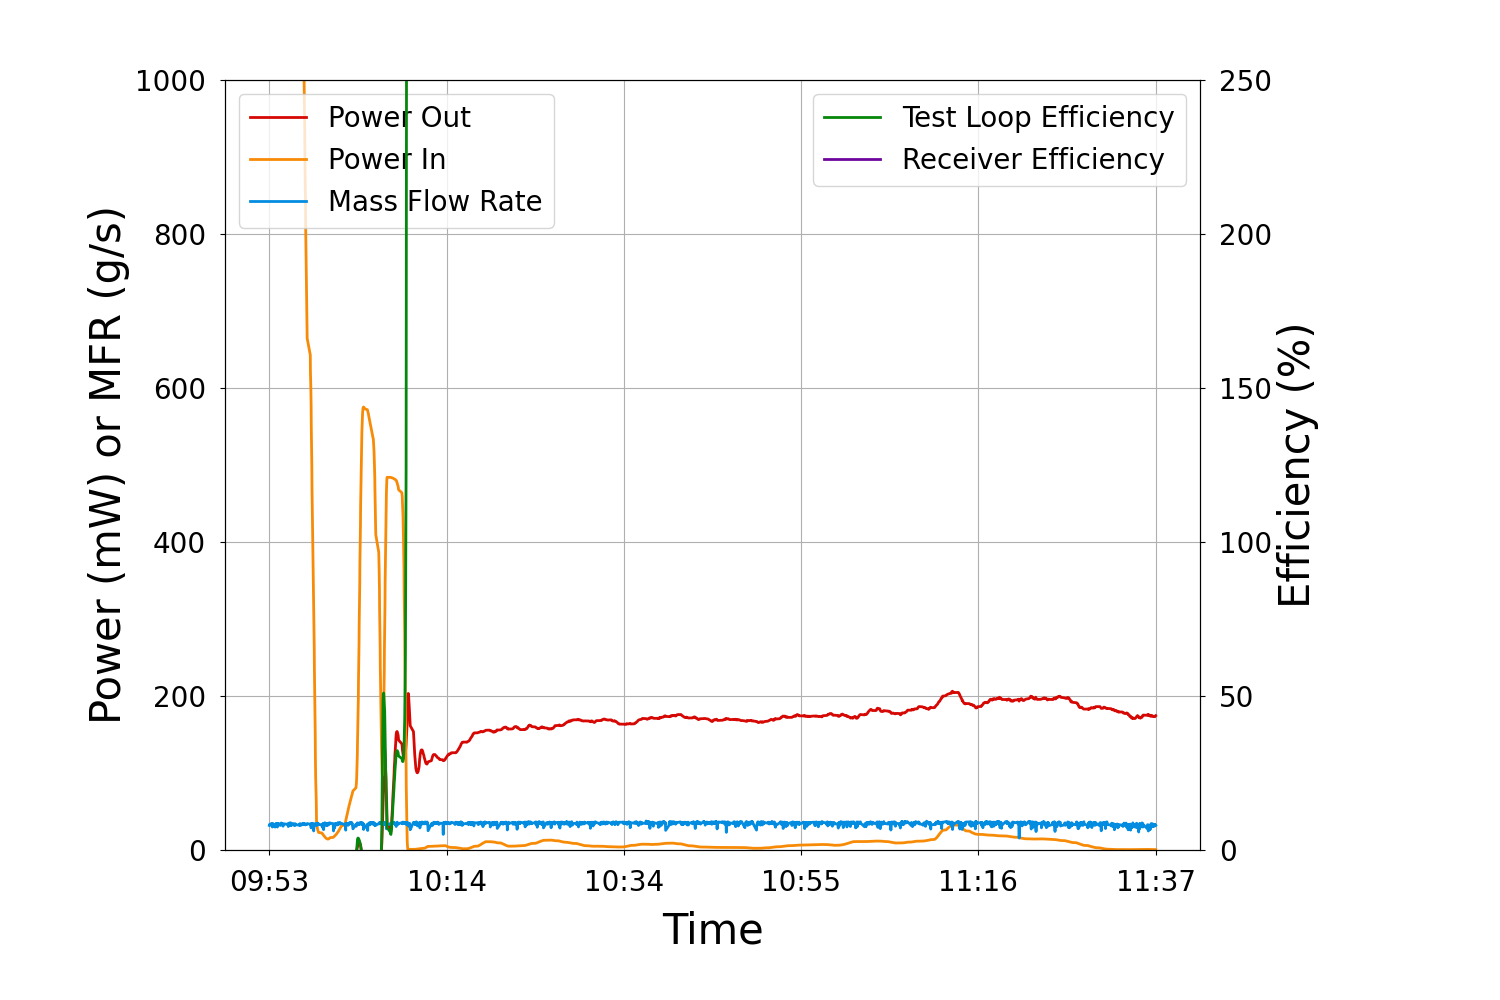 Power (mW) or MFR (g/s)
1000
800
600
400
200
0
Power Out
Power In
Mass Flow Rate
Test Loop Efficiency
Receiver Efficiency
250
200
150
100
50
0
Efficiency (%)
09:53 10:14 10:34 10:55 11:16 11:37
Time